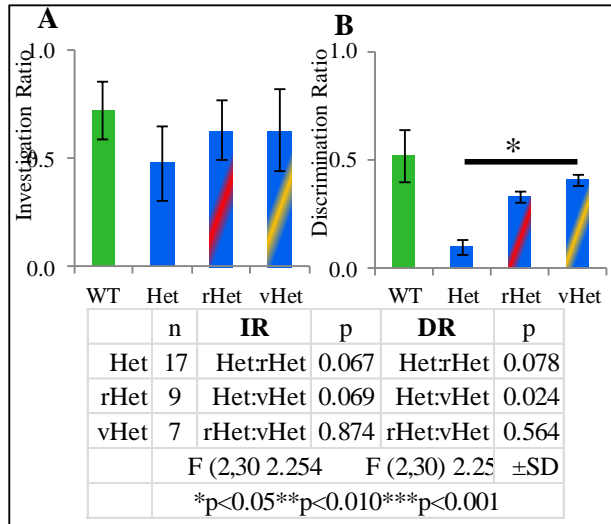 A B
1.0 1.0
Investigation Ratio Discrimination Ratio
*
0.5 0.5
0.0 0.0
WT Het rHet vHet WT Het rHet vHet
n IR p DR p
Het 17 Het:rHet 0.067 Het:rHet 0.078
rHet 9 Het:vHet 0.069 Het:vHet 0.024
vHet 7 rHet:vHet 0.874 rHet:vHet 0.564
F (2,30 2.254 F (2,30) 2.25 ±SD
*p<0.05**p<0.010***p<0.001